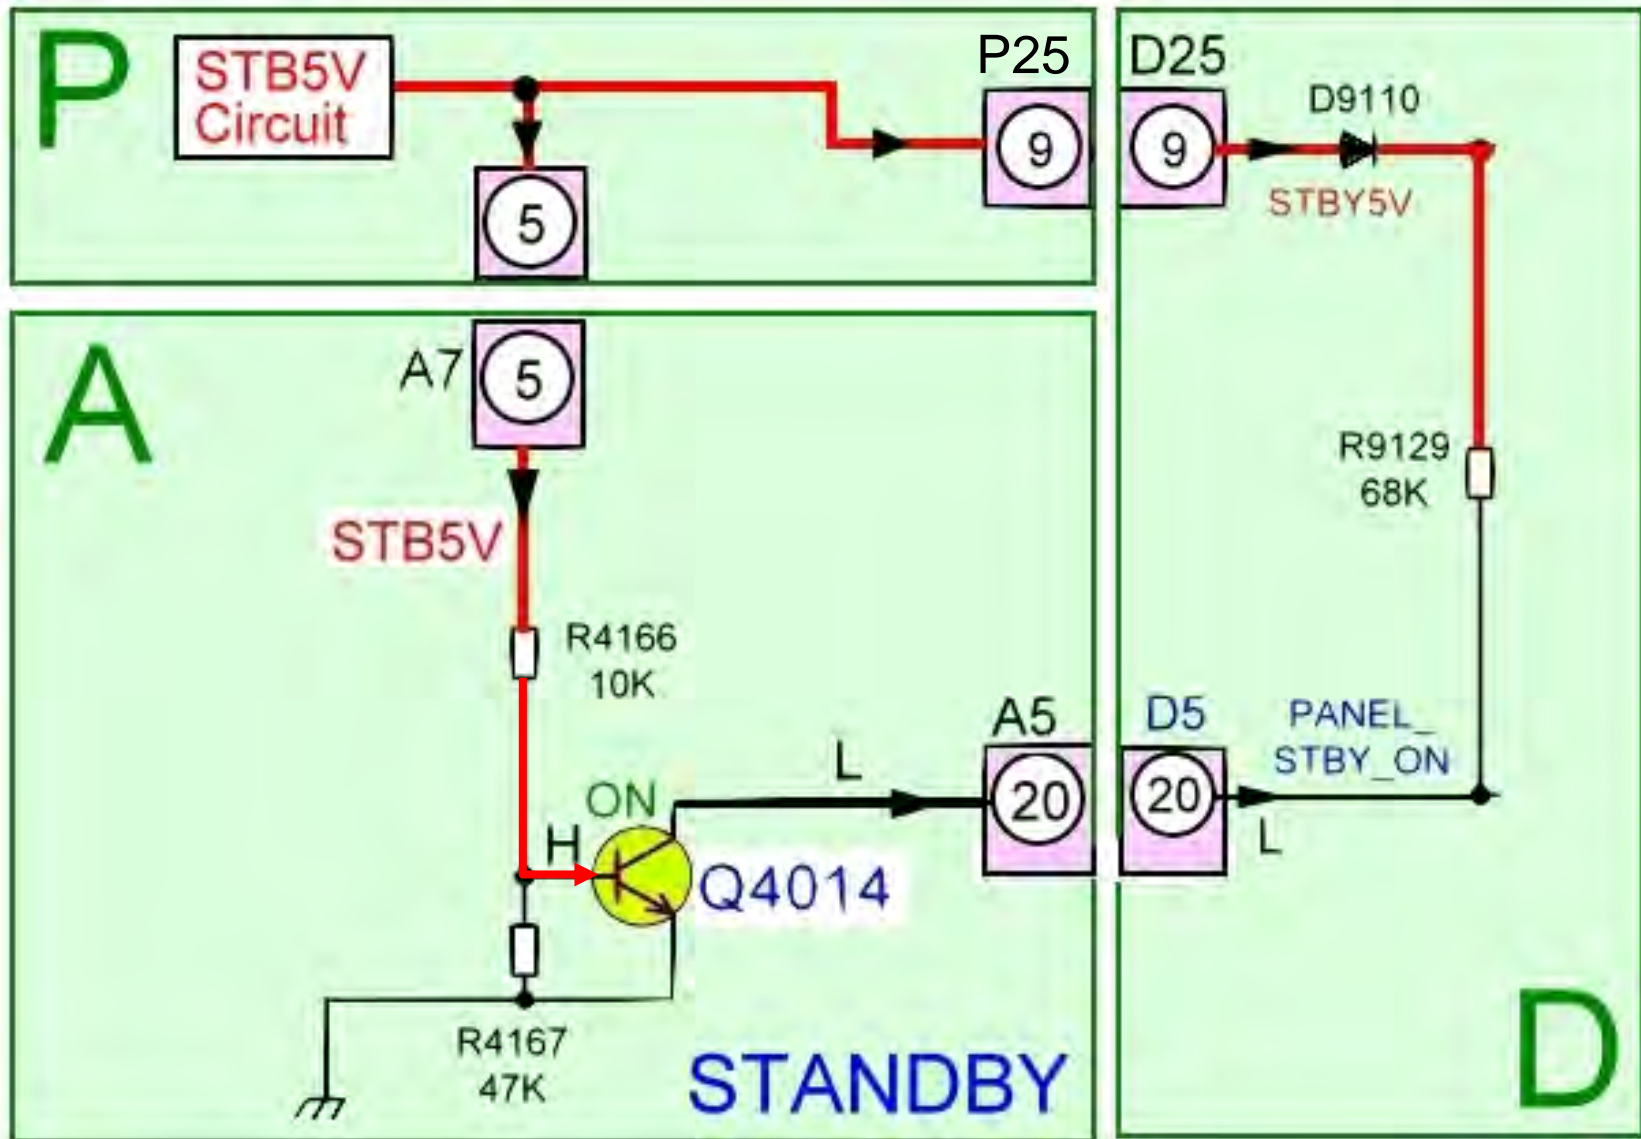 P
STB5V
Circuit
P25
9
5
D25
9
D9110
STBY5V
R9129
68K
A
A7
5
STB5V
R4166
10K
ON
H
Q4014
L
A5
20
D5
20
PANEL_
STBY_ON
L
R4167
47K
STANDBY
D